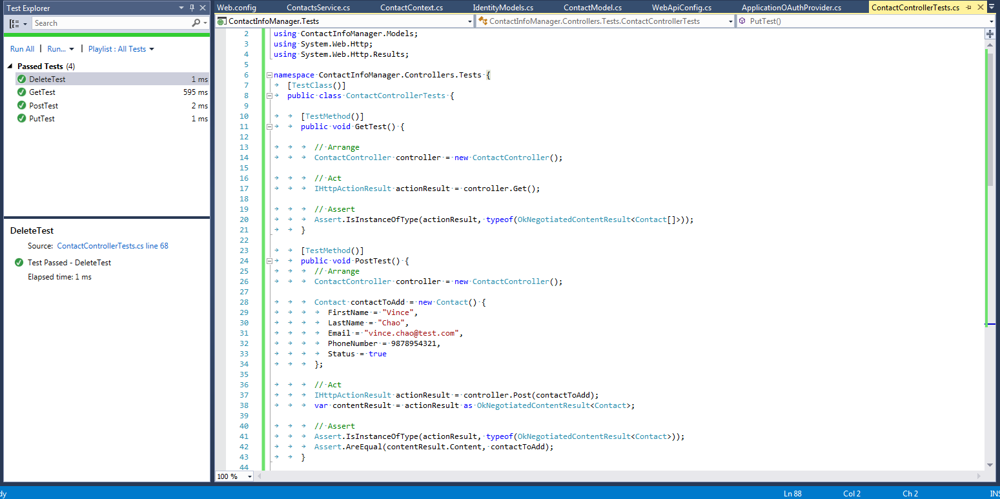 Test Explorer
Search
Run All | Run... | Playlist : All Tests
Passed Tests (4)
DeleteTest 1 ms
GetTest 595 ms
PostTest 2 ms
PutTest 1 ms
DeleteTest
Source: ContactControllerTests.cs line 68
Test Passed - DeleteTest
Elapsed time: 1 ms
Web.config ContactsService.cs ContactContext.cs IdentityModels.cs ContactModel.cs WebApiConfig.cs ApplicationOAuthProvider.cs ContactControllerTests.cs
ContactInfoManager.Tests ContactInfoManager.Controllers.Tests.ContactControllerTests PutTest()
2 using ContactInfoManager.Models;
3 using System.Web.Http;
4 using System.Web.Http.Results;
5
6 namespace ContactInfoManager.Controllers.Tests {
7 [TestClass()]
8 public class ContactControllerTests {
9
10 [TestMethod()]
11 public void GetTest() {
12
13 // Arrange
14 ContactController controller = new ContactController();
15
16 // Act
17 IHttpActionResult actionResult = controller.Get();
18
19 // Assert
20 Assert.IsInstanceOfType(actionResult, typeof(OkNegotiatedContentResult<Contact[]>));
21 }
22
23 [TestMethod()]
24 public void PostTest() {
25 // Arrange
26 ContactController controller = new ContactController();
27
28 Contact contactToAdd = new Contact() {
29 FirstName = "Vince",
30 LastName = "Chao",
31 Email = "vince.chao@test.com",
32 PhoneNumber = 9878954321,
33 Status = true
34 };
35
36 // Act
37 IHttpActionResult actionResult = controller.Post(contactToAdd);
38 var contentResult = actionResult as OkNegotiatedContentResult<Contact>;
39
40 // Assert
41 Assert.IsInstanceOfType(actionResult, typeof(OkNegotiatedContentResult<Contact>));
42 Assert.AreEqual(contentResult.Content, contactToAdd);
43 }
44
100 %
dy Ln 88 Col 2 Ch 2 INS